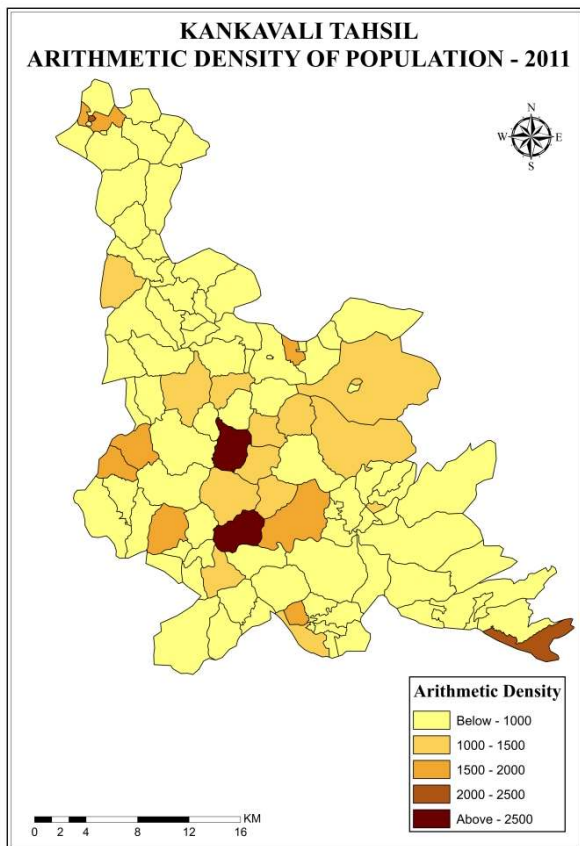 KANKAVALI TAHSIL
ARITHMETIC DENSITY OF POPULATION - 2011
N
W E
S
Arithmetic Density
Below - 1000
1000 - 1500
1500 - 2000
2000 - 2500
Above - 2500
KM
0 2 4 8 12 16